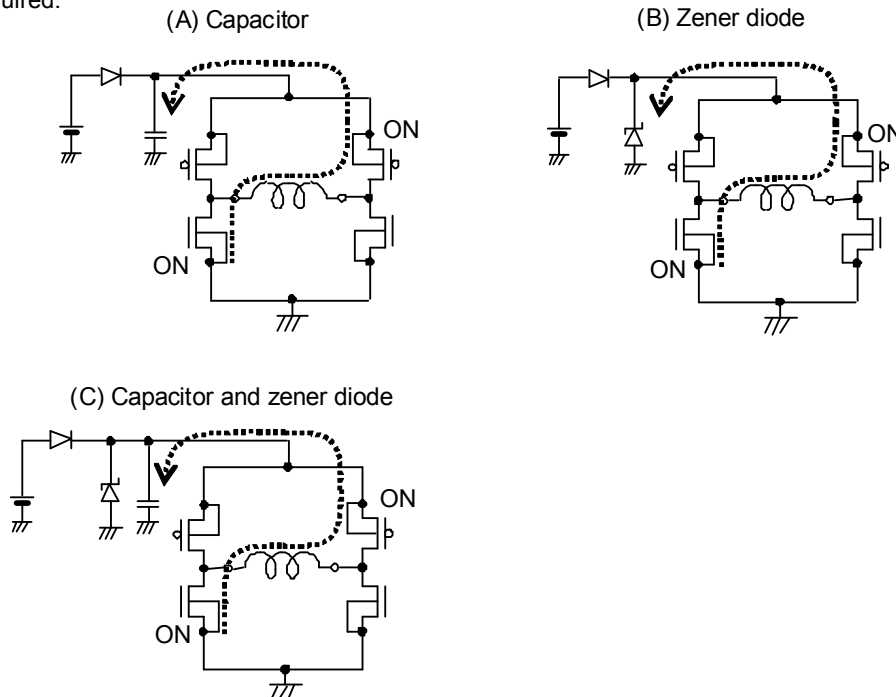 (A) Capacitor
(B) Zener diode
ON
ON
ON
ON
(C) Capacitor and zener diode
ON
ON